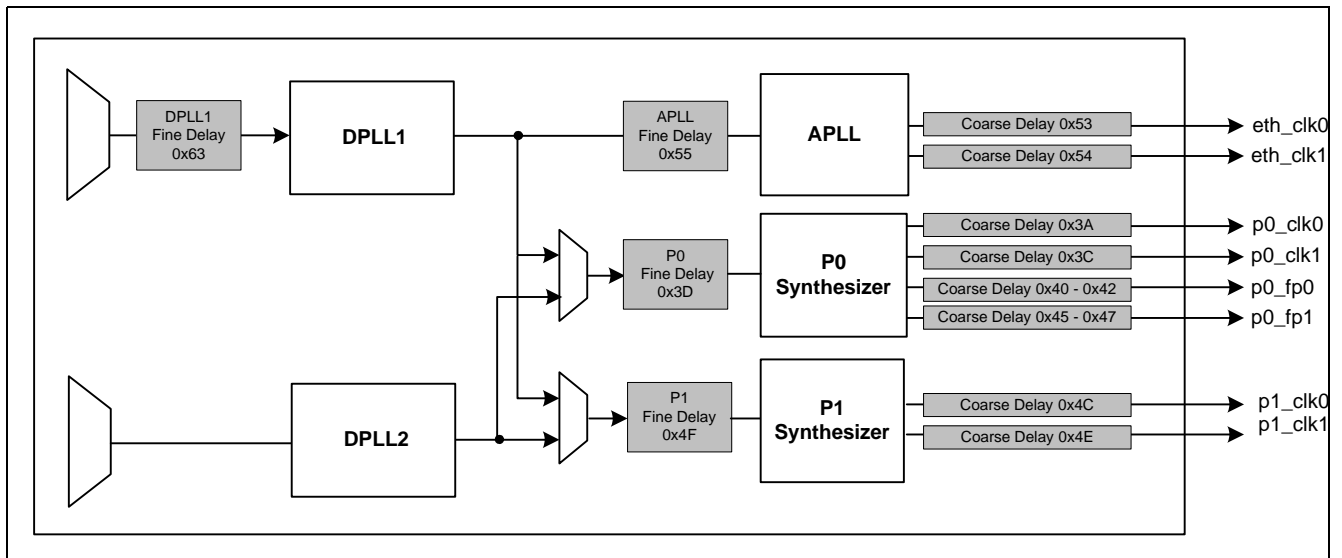 DPLL1
Fine Delay
0x63
DPLL1
APLL
Fine Delay
0x55
APLL
Coarse Delay 0x53
eth_clk0
Coarse Delay 0x54
eth_clk1
P0
Fine Delay
0x3D
P0
Synthesizer
Coarse Delay 0x3A
p0_clk0
Coarse Delay 0x3C
p0_clk1
Coarse Delay 0x40 - 0x42
p0_fp0
Coarse Delay 0x45 - 0x47
p0_fp1
DPLL2
P1
Fine Delay
0x4F
P1
Synthesizer
Coarse Delay 0x4C
p1_clk0
Coarse Delay 0x4E
p1_clk1